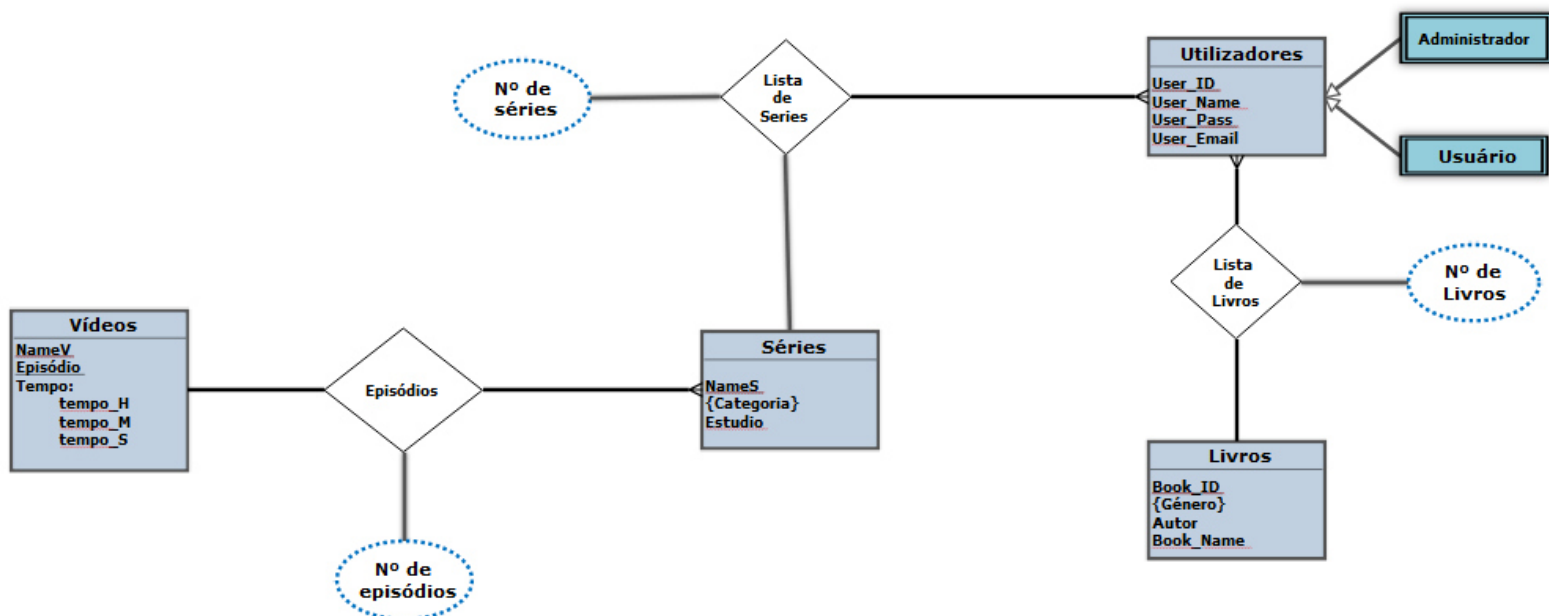 Nº de
séries
Lista
de
Series
Utilizadores
User_ID
User_Name
User_Pass
User_Email
Administrador
Usuário
Lista
de
Livros
Nº de
Livros
Vídeos
NameV
Episódio
Tempo:
tempo_H
tempo_M
tempo_S
Episódios
Séries
NameS
{Categoria}
Estudio
Livros
Book_ID
{Género}
Autor
Book_Name
Nº de
episódios